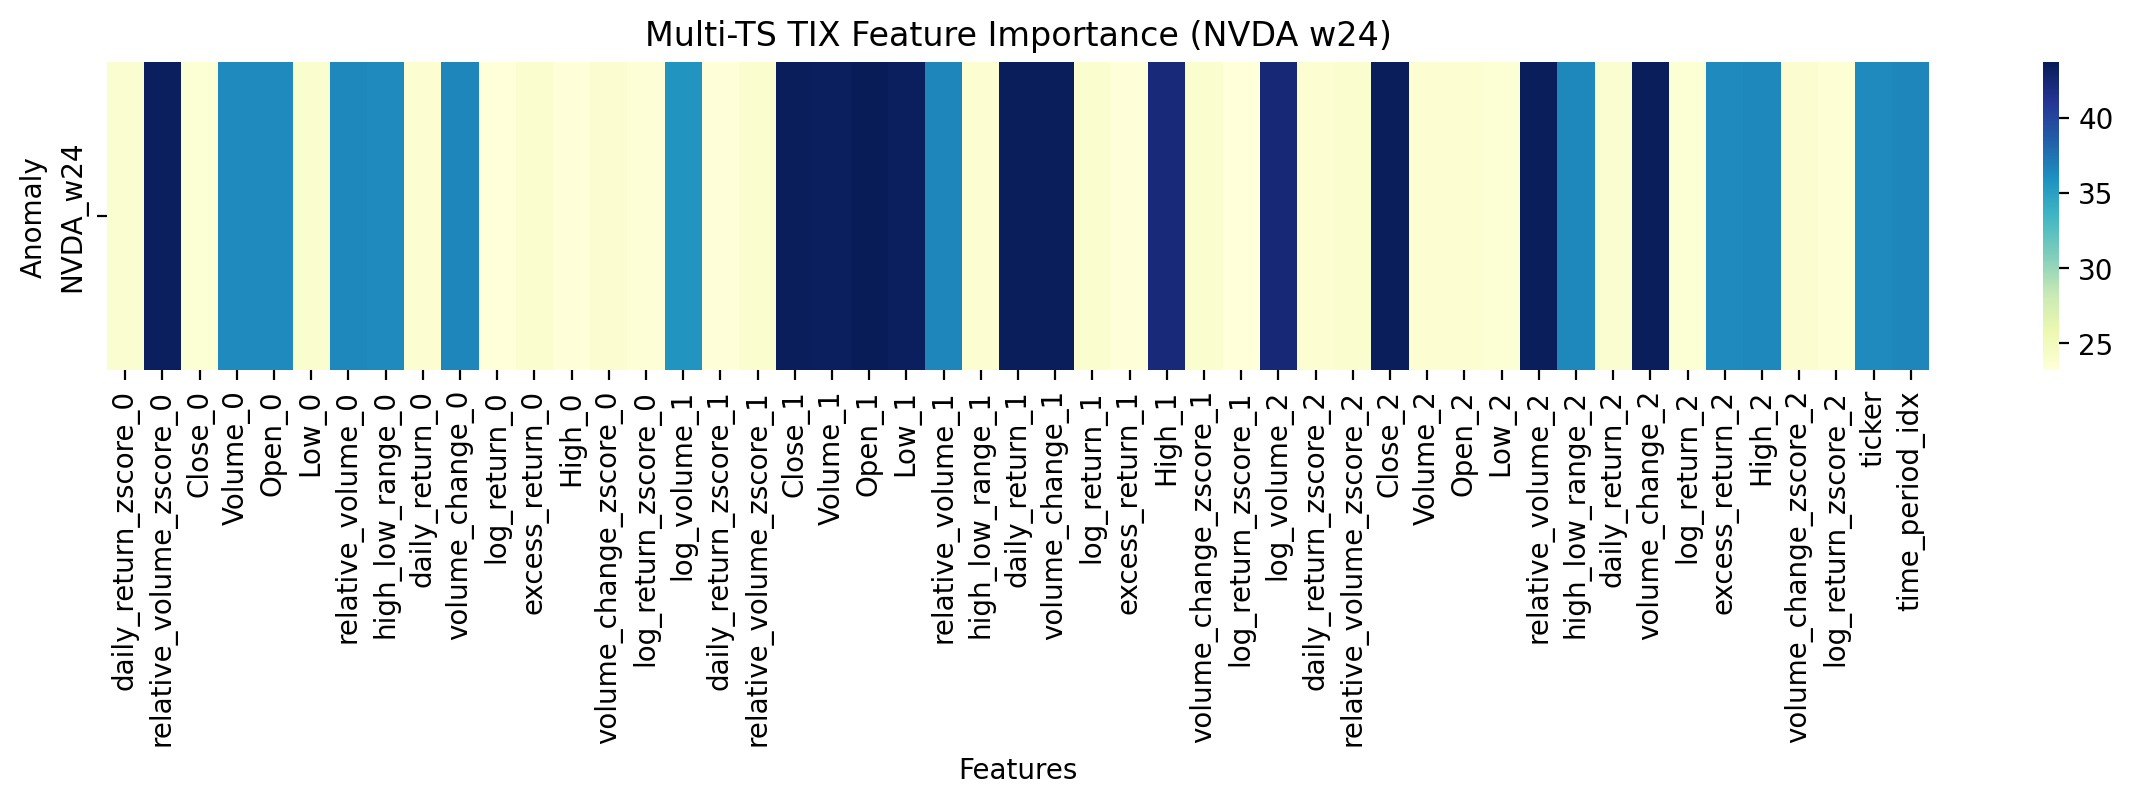 Multi-TS TIX Feature Importance (NVDA w24)
Anomaly
NVDA_w24
40
35
30
25
daily_return_zscore_0
relative_volume_zscore_0
Close_0
Volume_0
Open_0
Low_0
relative_volume_0
high_low_range_0
daily_return_0
volume_change_0
log_return_0
excess_return_0
High_0
volume_change_zscore_0
log_return_zscore_0
log_volume_1
daily_return_zscore_1
relative_volume_zscore_1
Close_1
Volume_1
Open_1
Low_1
relative_volume_1
high_low_range_1
daily_return_1
volume_change_1
log_return_1
excess_return_1
High_1
volume_change_zscore_1
log_return_zscore_1
log_volume_2
daily_return_zscore_2
relative_volume_zscore_2
Close_2
Volume_2
Open_2
Low_2
relative_volume_2
high_low_range_2
daily_return_2
volume_change_2
log_return_2
excess_return_2
High_2
volume_change_zscore_2
log_return_zscore_2
ticker
time_period_idx
Features